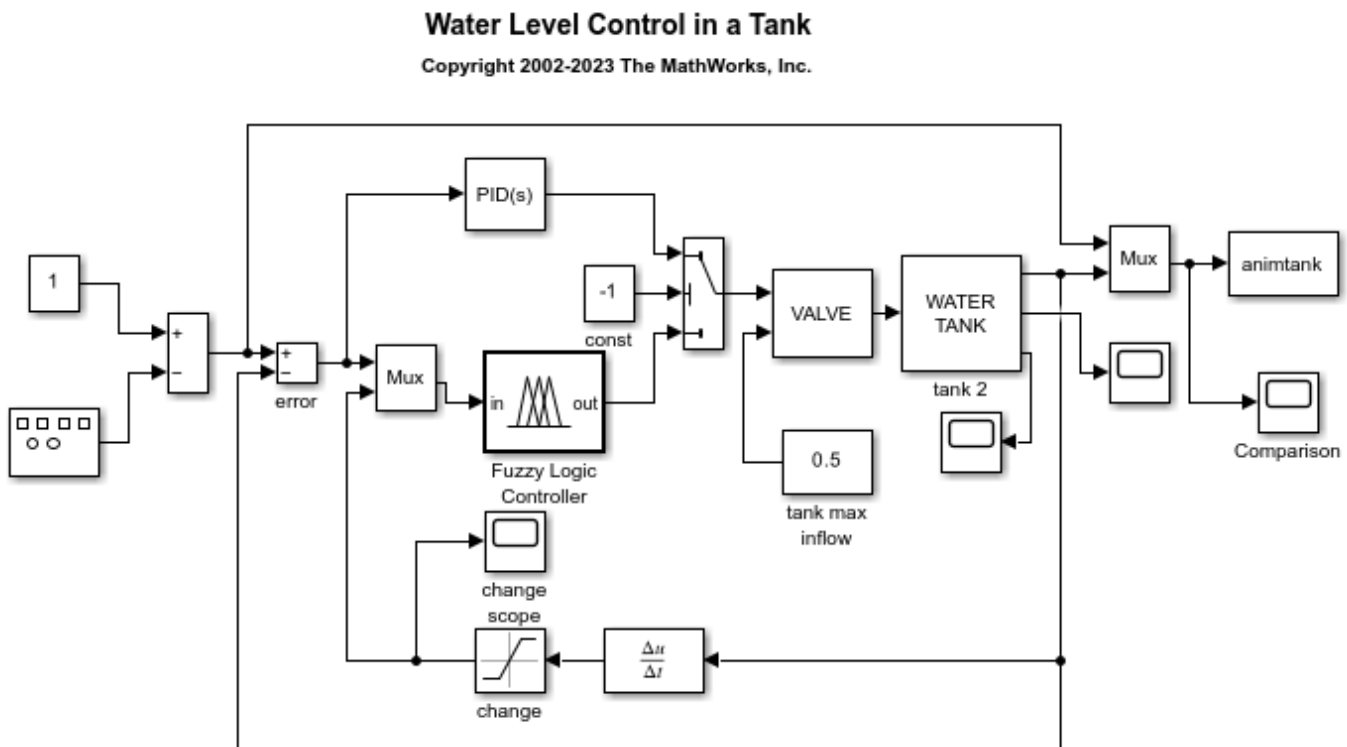 Water Level Control in a Tank
Copyright 2002-2023 The MathWorks, Inc.
PID(s)
1
+
−
+
−
error
Mux
-1
const
in
out
Fuzzy Logic
Controller
VALVE
WATER
TANK
tank 2
0.5
tank max
inflow
Mux
animtank
Comparison
change
scope
change
Δu
Δt